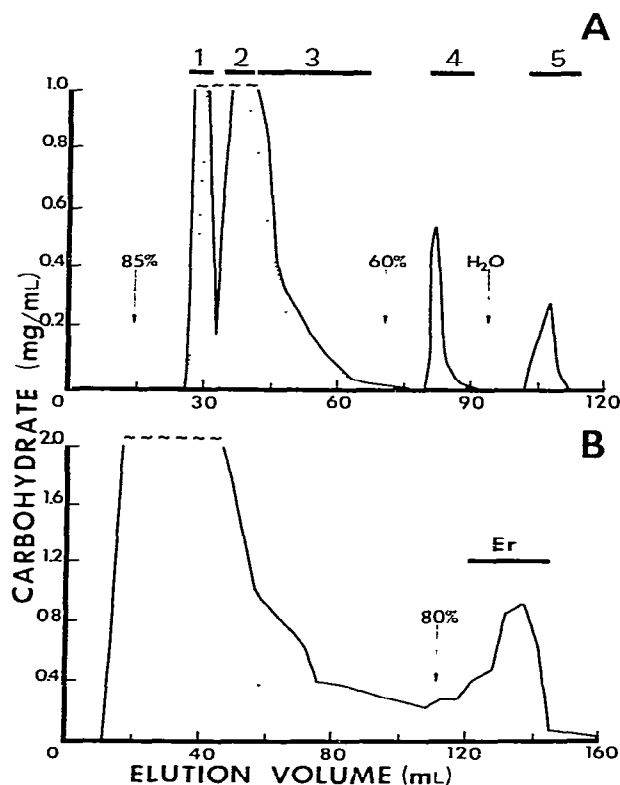 A
1 2 3 4 5
1.0
0.8
0.6
85% 60% H₂O
0.4
0.2
0 30 60 90 120
CARBOHYDRATE (mg/mL)
B
2.0
1.6
Er
1.2
80%
0.8
0.4
0 40 80 120 160
ELUTION VOLUME (mL)